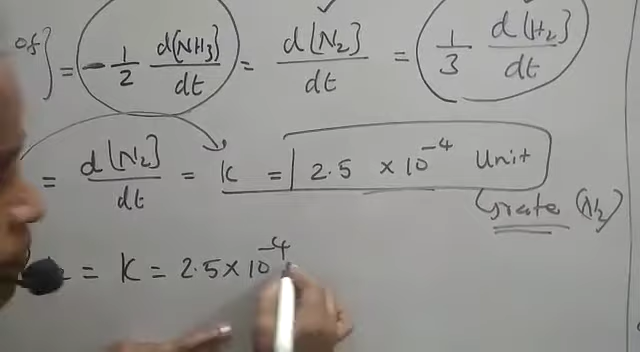 of} = - 1/2 d(NH3)/dt = d(N2)/dt = 1/3 d(H2)/dt
= d[N2]/dt = K = 2.5 × 10^-4 Unit
rate (N2)
= K = 2.5 × 10^-4